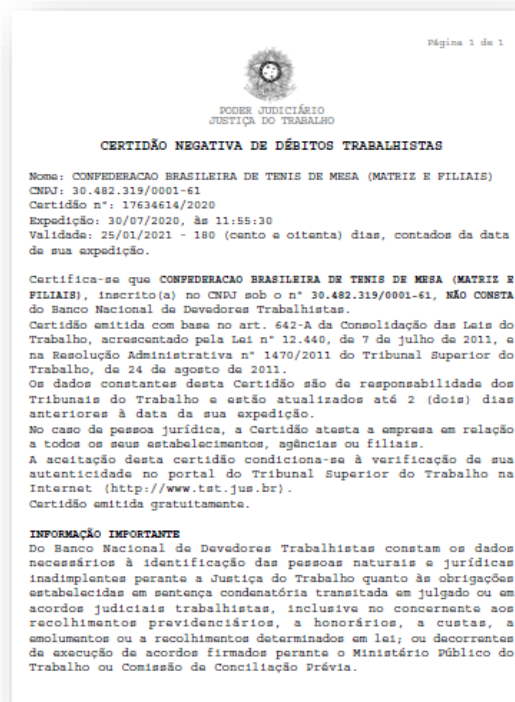 Página 1 de 1
PODER JUDICIÁRIO
JUSTIÇA DO TRABALHO
CERTIDÃO NEGATIVA DE DÉBITOS TRABALHISTAS
Nome: CONFEDERACAO BRASILEIRA DE TENIS DE MESA (MATRIZ E FILIAIS)
CNPJ: 30.482.319/0001-61
Certidão nº: 17634614/2020
Expedição: 30/07/2020, às 11:55:30
Validade: 25/01/2021 - 180 (cento e oitenta) dias, contados da data
de sua expedição.
Certifica-se que CONFEDERACAO BRASILEIRA DE TENIS DE MESA (MATRIZ E
FILIAIS), inscrito(a) no CNPJ sob o nº 30.482.319/0001-61, NÃO CONSTA
do Banco Nacional de Devedores Trabalhistas.
Certidão emitida com base no art. 642-A da Consolidação das Leis do
Trabalho, acrescentado pela Lei nº 12.440, de 7 de julho de 2011, e
na Resolução Administrativa nº 1470/2011 do Tribunal Superior do
Trabalho, de 24 de agosto de 2011.
Os dados constantes desta Certidão são de responsabilidade dos
Tribunais do Trabalho e estão atualizados até 2 (dois) dias
anteriores à data da sua expedição.
No caso de pessoa jurídica, a Certidão atesta a empresa em relação
a todos os seus estabelecimentos, agências ou filiais.
A aceitação desta certidão condiciona-se à verificação de sua
autenticidade no portal do Tribunal Superior do Trabalho na
Internet (http://www.tst.jus.br).
Certidão emitida gratuitamente.
INFORMAÇÃO IMPORTANTE
Do Banco Nacional de Devedores Trabalhistas constam os dados
necessários à identificação das pessoas naturais e jurídicas
inadimplentes perante a Justiça do Trabalho quanto às obrigações
estabelecidas em sentença condenatória transitada em julgado ou em
acordos judiciais trabalhistas, inclusive no concernente aos
recolhimentos previdenciários, a honorários, a custas, a
emolumentos ou a recolhimentos determinados em lei; ou decorrentes
de execução de acordos firmados perante o Ministério Público do
Trabalho ou Comissão de Conciliação Prévia.